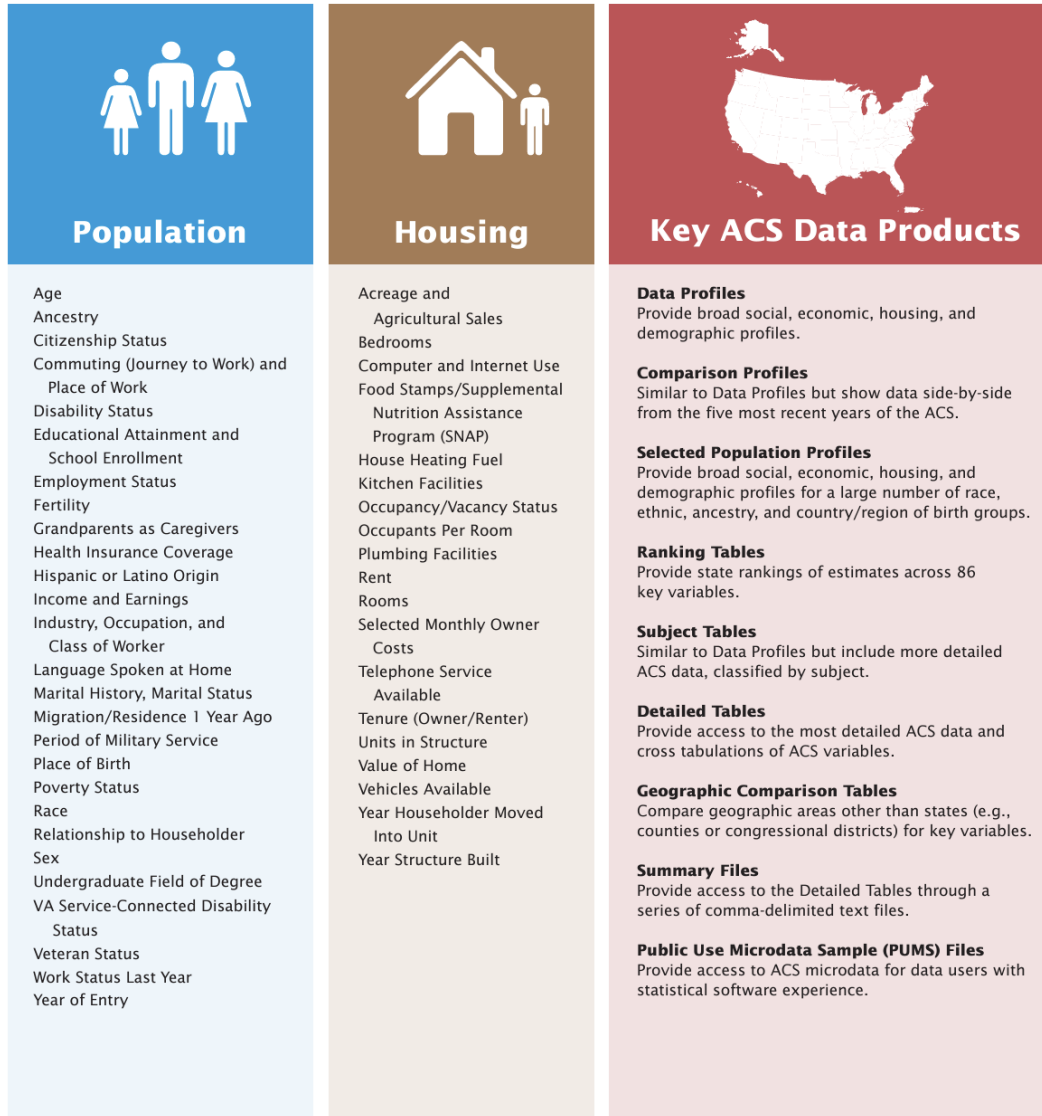 Population
Age
Ancestry
Citizenship Status
Commuting (Journey to Work) and
Place of Work
Disability Status
Educational Attainment and
School Enrollment
Employment Status
Fertility
Grandparents as Caregivers
Health Insurance Coverage
Hispanic or Latino Origin
Income and Earnings
Industry, Occupation, and
Class of Worker
Language Spoken at Home
Marital History, Marital Status
Migration/Residence 1 Year Ago
Period of Military Service
Place of Birth
Poverty Status
Race
Relationship to Householder
Sex
Undergraduate Field of Degree
VA Service-Connected Disability
Status
Veteran Status
Work Status Last Year
Year of Entry
Housing
Acreage and
Agricultural Sales
Bedrooms
Computer and Internet Use
Food Stamps/Supplemental
Nutrition Assistance
Program (SNAP)
House Heating Fuel
Kitchen Facilities
Occupancy/Vacancy Status
Occupants Per Room
Plumbing Facilities
Rent
Rooms
Selected Monthly Owner
Costs
Telephone Service
Available
Tenure (Owner/Renter)
Units in Structure
Value of Home
Vehicles Available
Year Householder Moved
Into Unit
Year Structure Built
Key ACS Data Products
Data Profiles
Provide broad social, economic, housing, and
demographic profiles.
Comparison Profiles
Similar to Data Profiles but show data side-by-side
from the five most recent years of the ACS.
Selected Population Profiles
Provide broad social, economic, housing, and
demographic profiles for a large number of race,
ethnic, ancestry, and country/region of birth groups.
Ranking Tables
Provide state rankings of estimates across 86
key variables.
Subject Tables
Similar to Data Profiles but include more detailed
ACS data, classified by subject.
Detailed Tables
Provide access to the most detailed ACS data and
cross tabulations of ACS variables.
Geographic Comparison Tables
Compare geographic areas other than states (e.g.,
counties or congressional districts) for key variables.
Summary Files
Provide access to the Detailed Tables through a
series of comma-delimited text files.
Public Use Microdata Sample (PUMS) Files
Provide access to ACS microdata for data users with
statistical software experience.